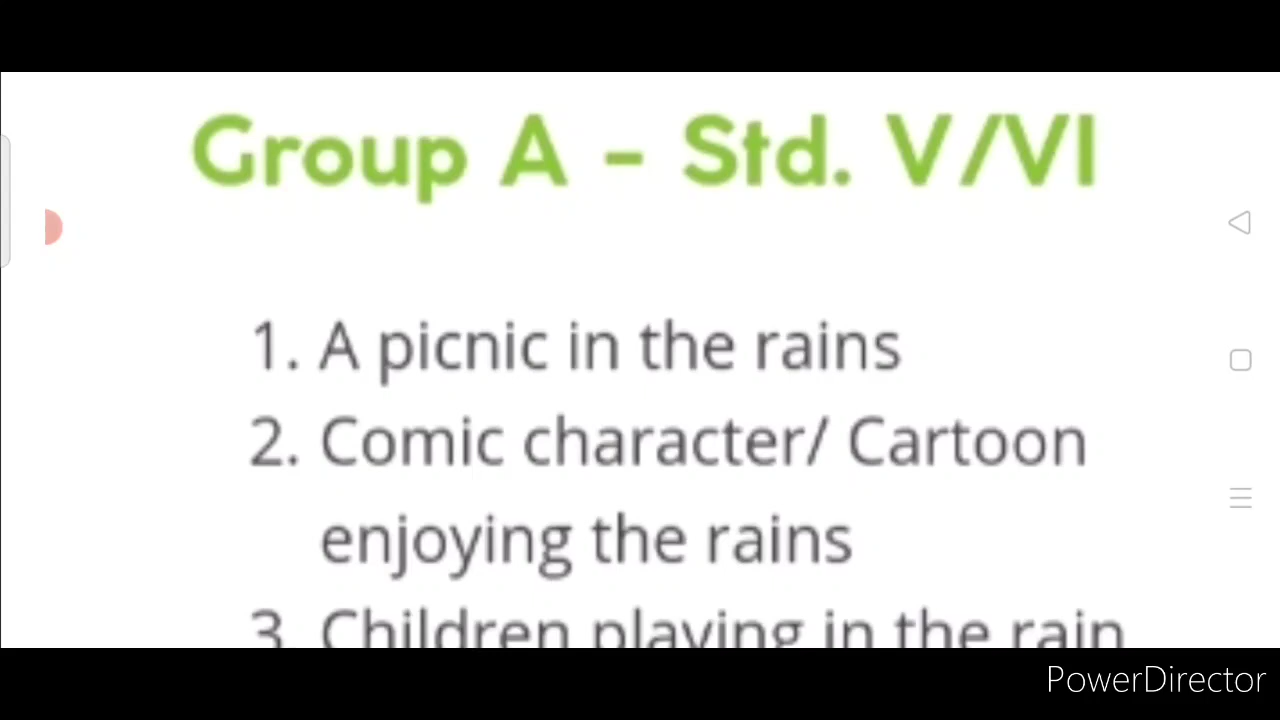 Group A - Std. V/VI
1. A picnic in the rains
2. Comic character/ Cartoon
enjoying the rains
3. Children playing in the rain
PowerDirector